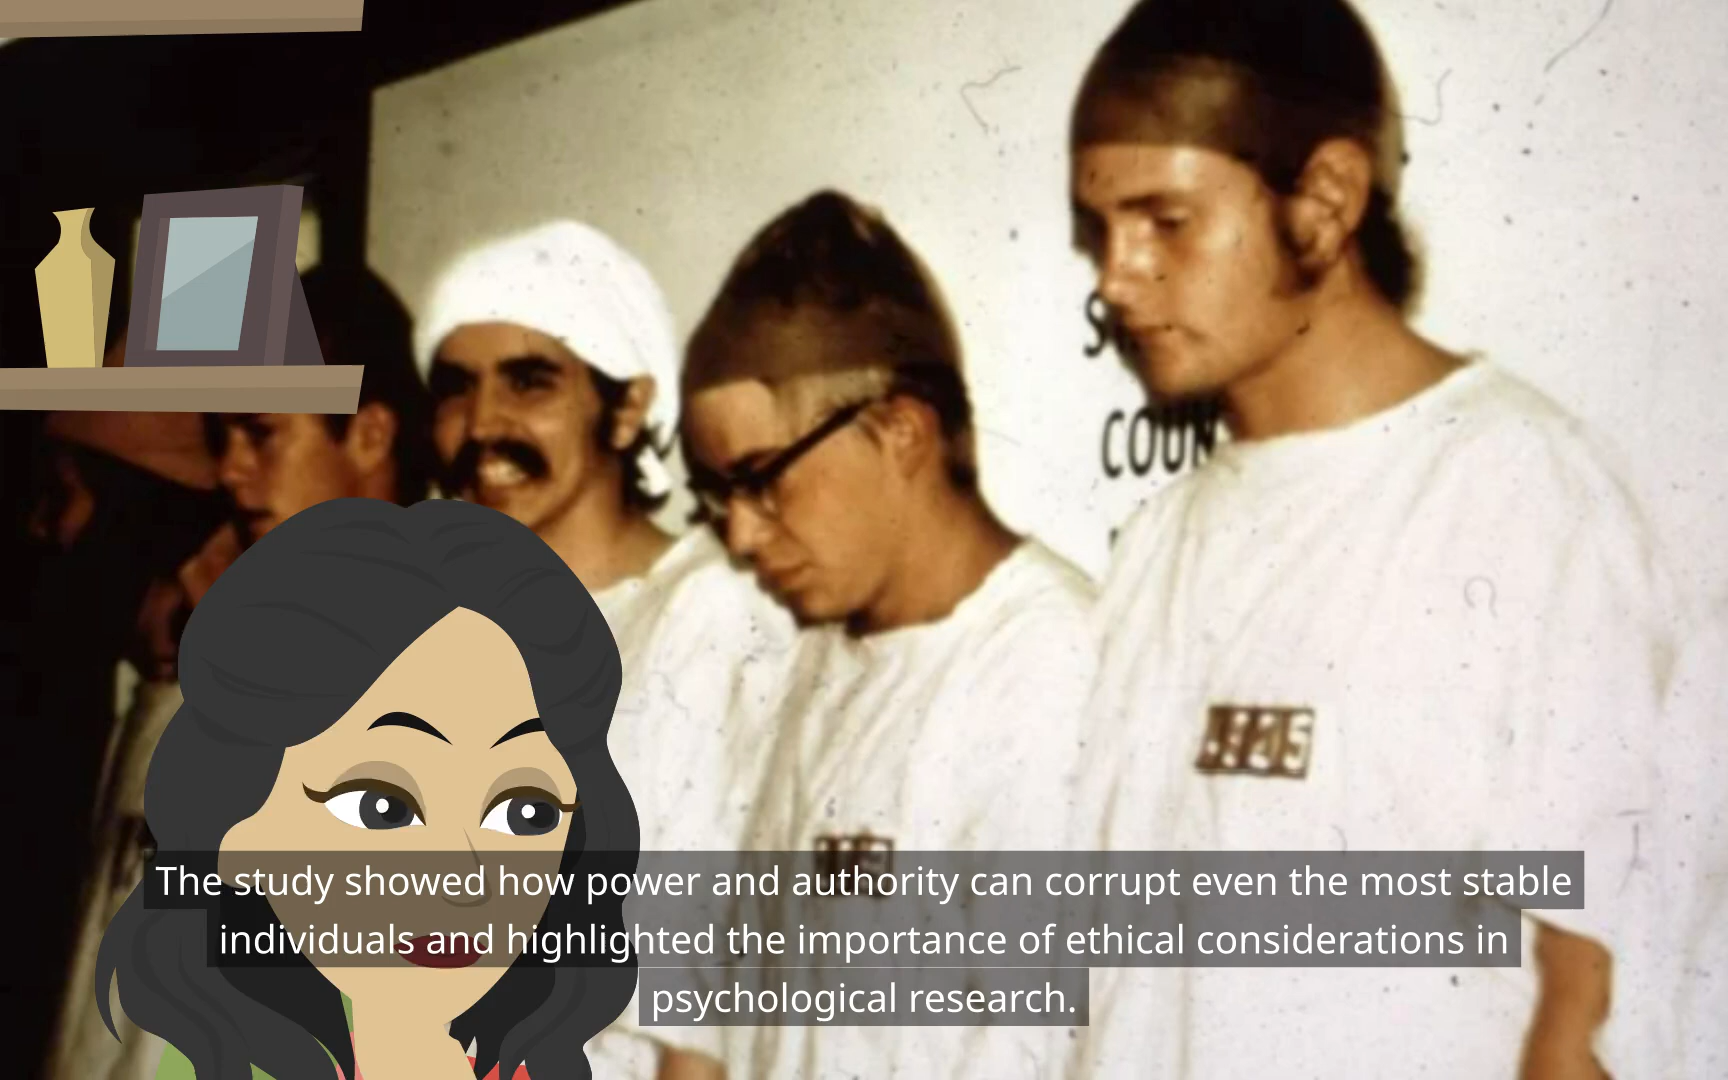 COUN
The study showed how power and authority can corrupt even the most stable
individuals and highlighted the importance of ethical considerations in
psychological research.